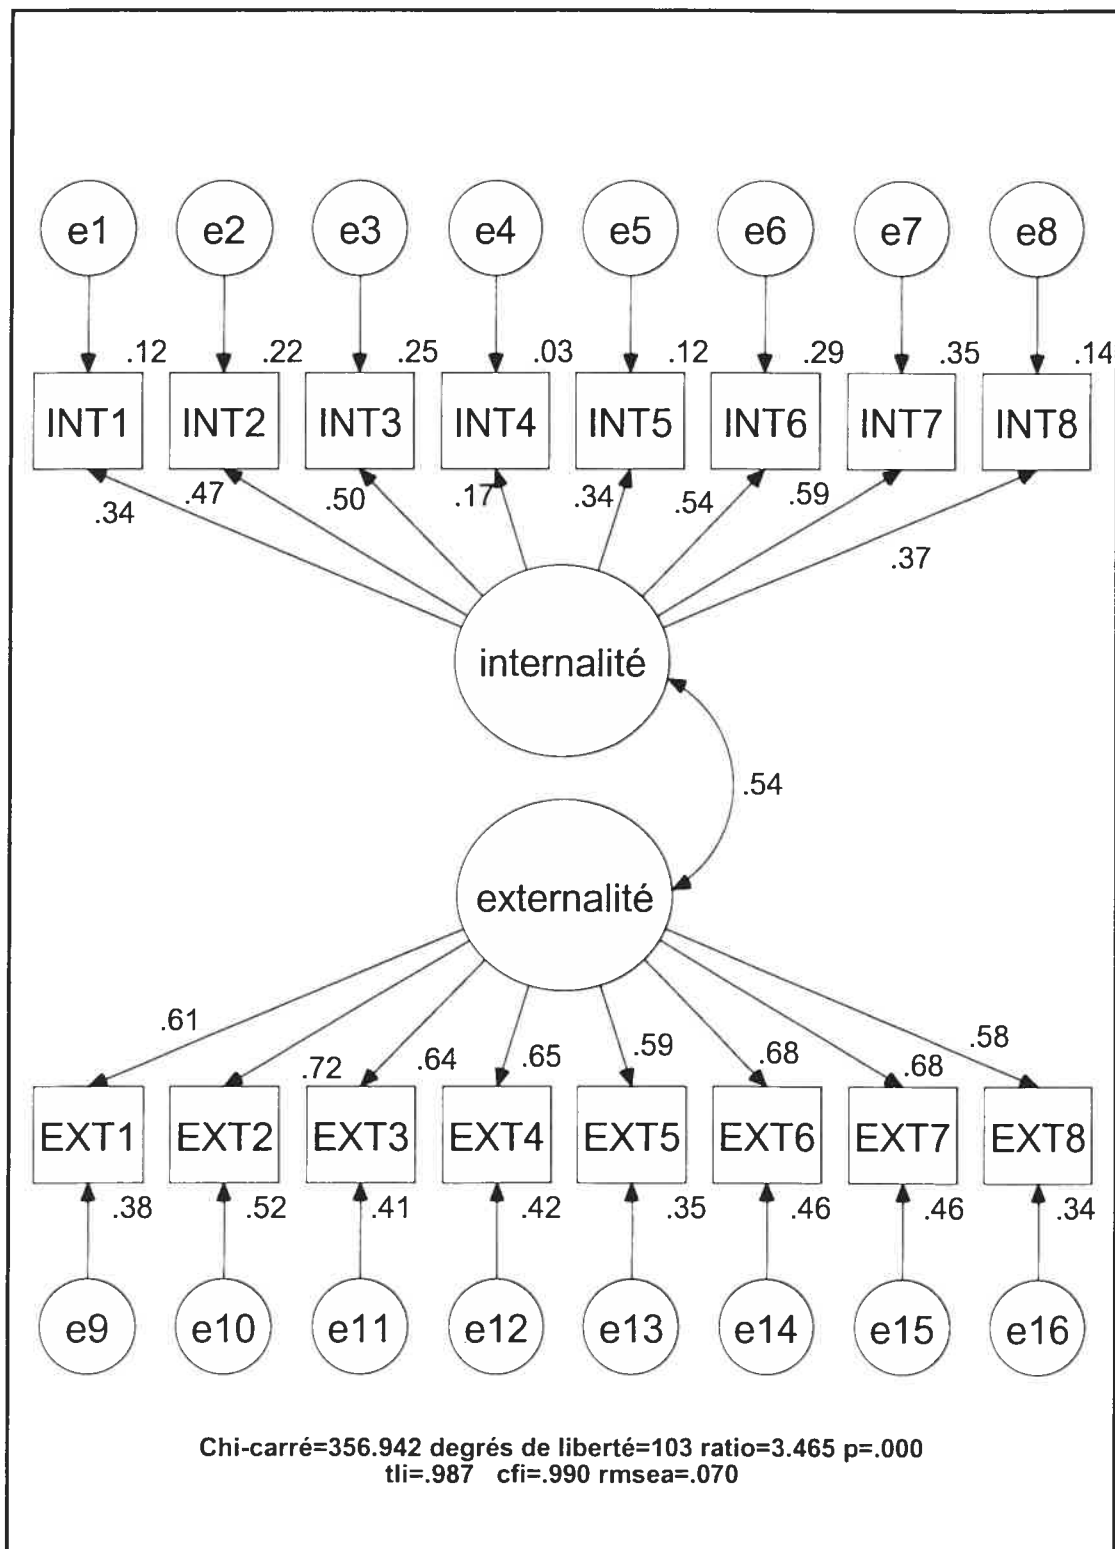 e1 e2 e3 e4 e5 e6 e7 e8
.12 .22 .25 .03 .12 .29 .35 .14
INT1 INT2 INT3 INT4 INT5 INT6 INT7 INT8
.34 .47 .50 .17 .34 .54 .59 .37
internalité
.54
externalité
.61 .72 .64 .65 .59 .68 .68 .58
EXT1 EXT2 EXT3 EXT4 EXT5 EXT6 EXT7 EXT8
.38 .52 .41 .42 .35 .46 .46 .34
e9 e10 e11 e12 e13 e14 e15 e16
Chi-carré=356.942 degrés de liberté=103 ratio=3.465 p=.000
tli=.987 cfi=.990 rmsea=.070